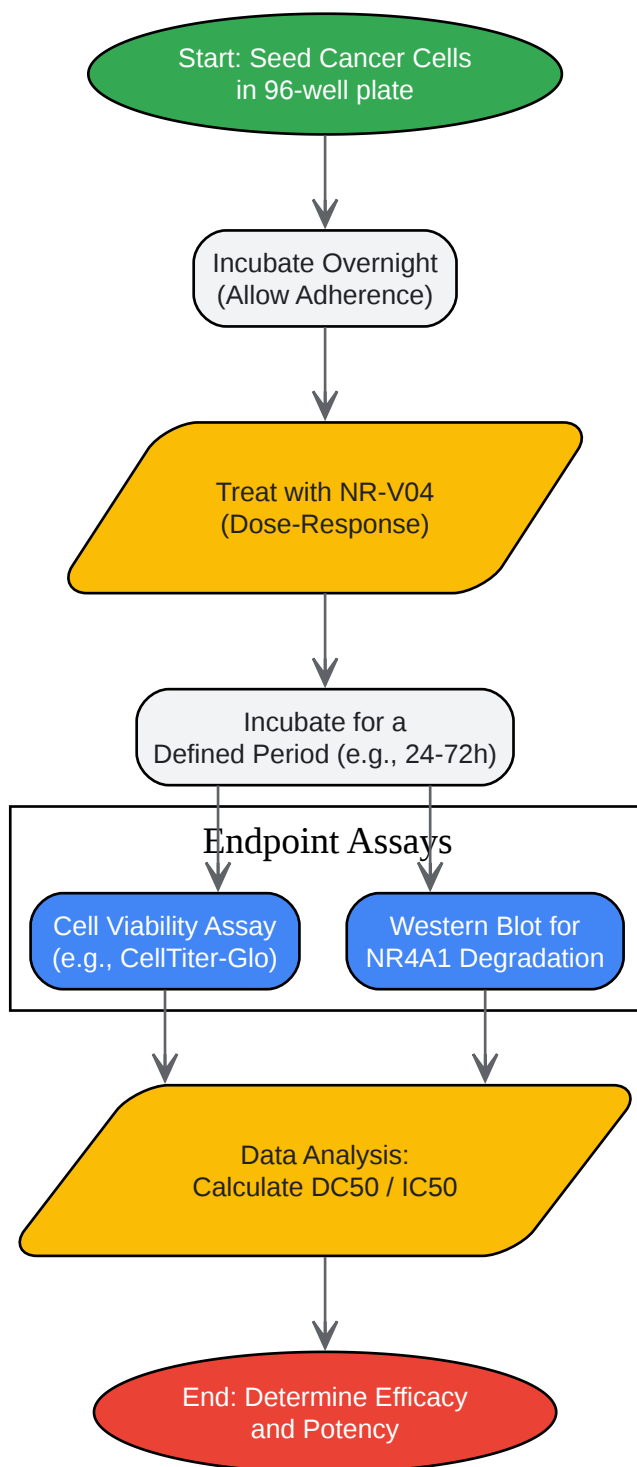 Start: Seed Cancer Cells
in 96-well plate
Incubate Overnight
(Allow Adherence)
Treat with NR-V04
(Dose-Response)
Incubate for a
Defined Period (e.g., 24-72h)
Endpoint Assays
Cell Viability Assay
(e.g., CellTiter-Glo)
Western Blot for
NR4A1 Degradation
Data Analysis:
Calculate DC50 / IC50
End: Determine Efficacy
and Potency